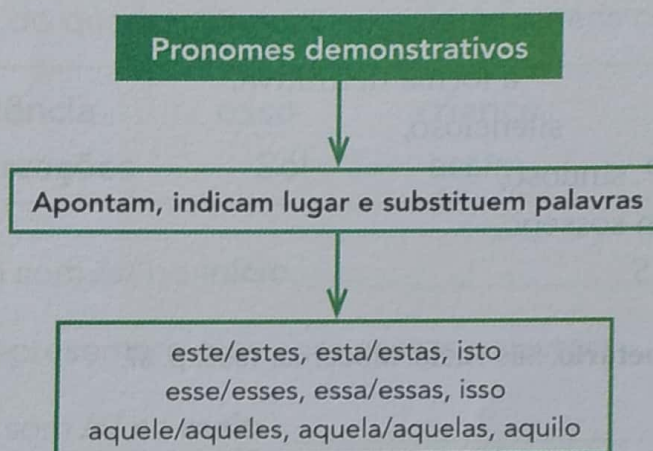 Pronomes demonstrativos
Apontam, indicam lugar e substituem palavras
este/estes, esta/estas, isto
esse/esses, essa/essas, isso
aquele/aqueles, aquela/aquelas, aquilo